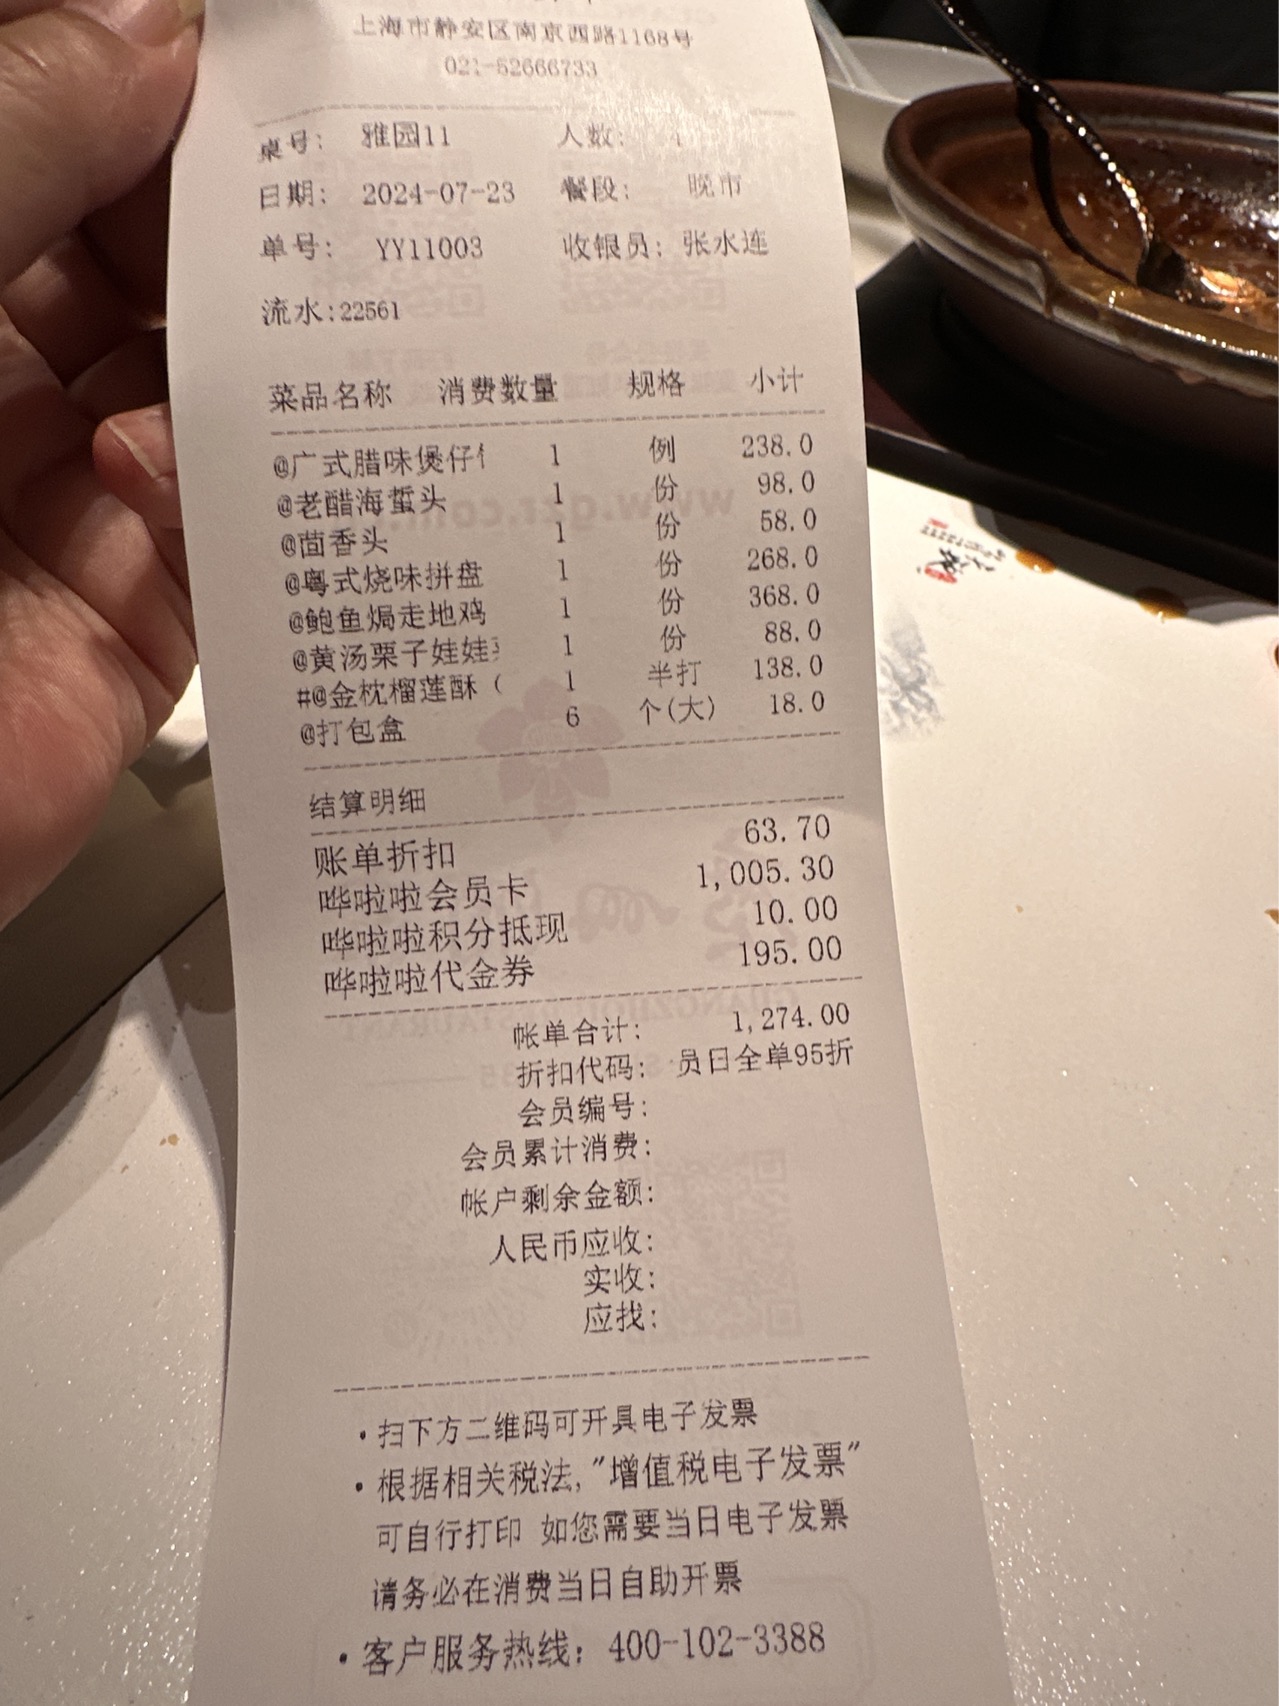 上海市静安区南京西路1168号
021-52666733
桌号: 雅园11 人数:
日期: 2024-07-23 餐段: 晚市
单号: YY11003 收银员: 张水连
流水:22561
菜品名称 消费数量 规格 小计
@广式腊味煲仔 1 例 238.0
@老醋海蜇头 1 份 98.0
@茴香头 1 份 58.0
@粤式烧味拼盘 1 份 268.0
@鲍鱼焗走地鸡 1 份 368.0
@黄汤栗子娃娃 1 份 88.0
#@金枕榴莲酥( 1 半打 138.0
@打包盒 6 个(大) 18.0
结算明细
账单折扣 63.70
哗啦啦会员卡 1,005.30
哗啦啦积分抵现 10.00
哗啦啦代金券 195.00
帐单合计: 1,274.00
折扣代码: 员日全单95折
会员编号:
会员累计消费:
帐户剩余金额:
人民币应收:
实收:
应找:
·扫下方二维码可开具电子发票
·根据相关税法,"增值税电子发票"
可自行打印 如您需要当日电子发票
请务必在消费当日自助开票
·客户服务热线: 400-102-3388